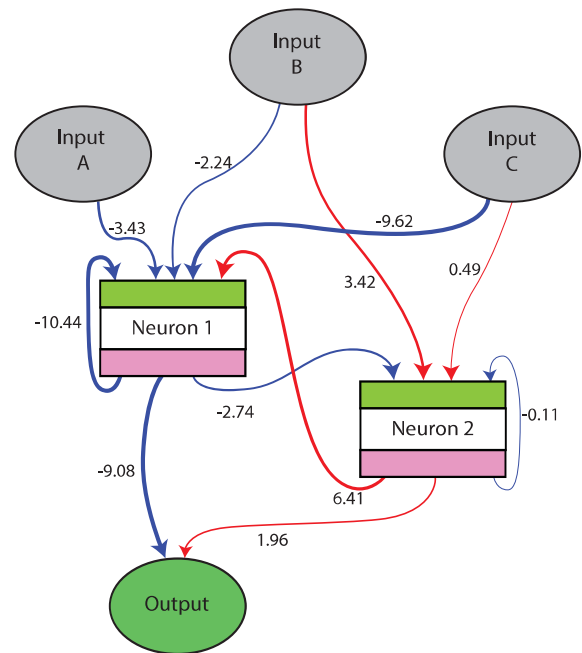 Input
B
Input
A
Input
C
-2.24
-3.43
-9.62
3.42
0.49
-10.44
Neuron 1
-2.74
Neuron 2
-0.11
-9.08
6.41
1.96
Output